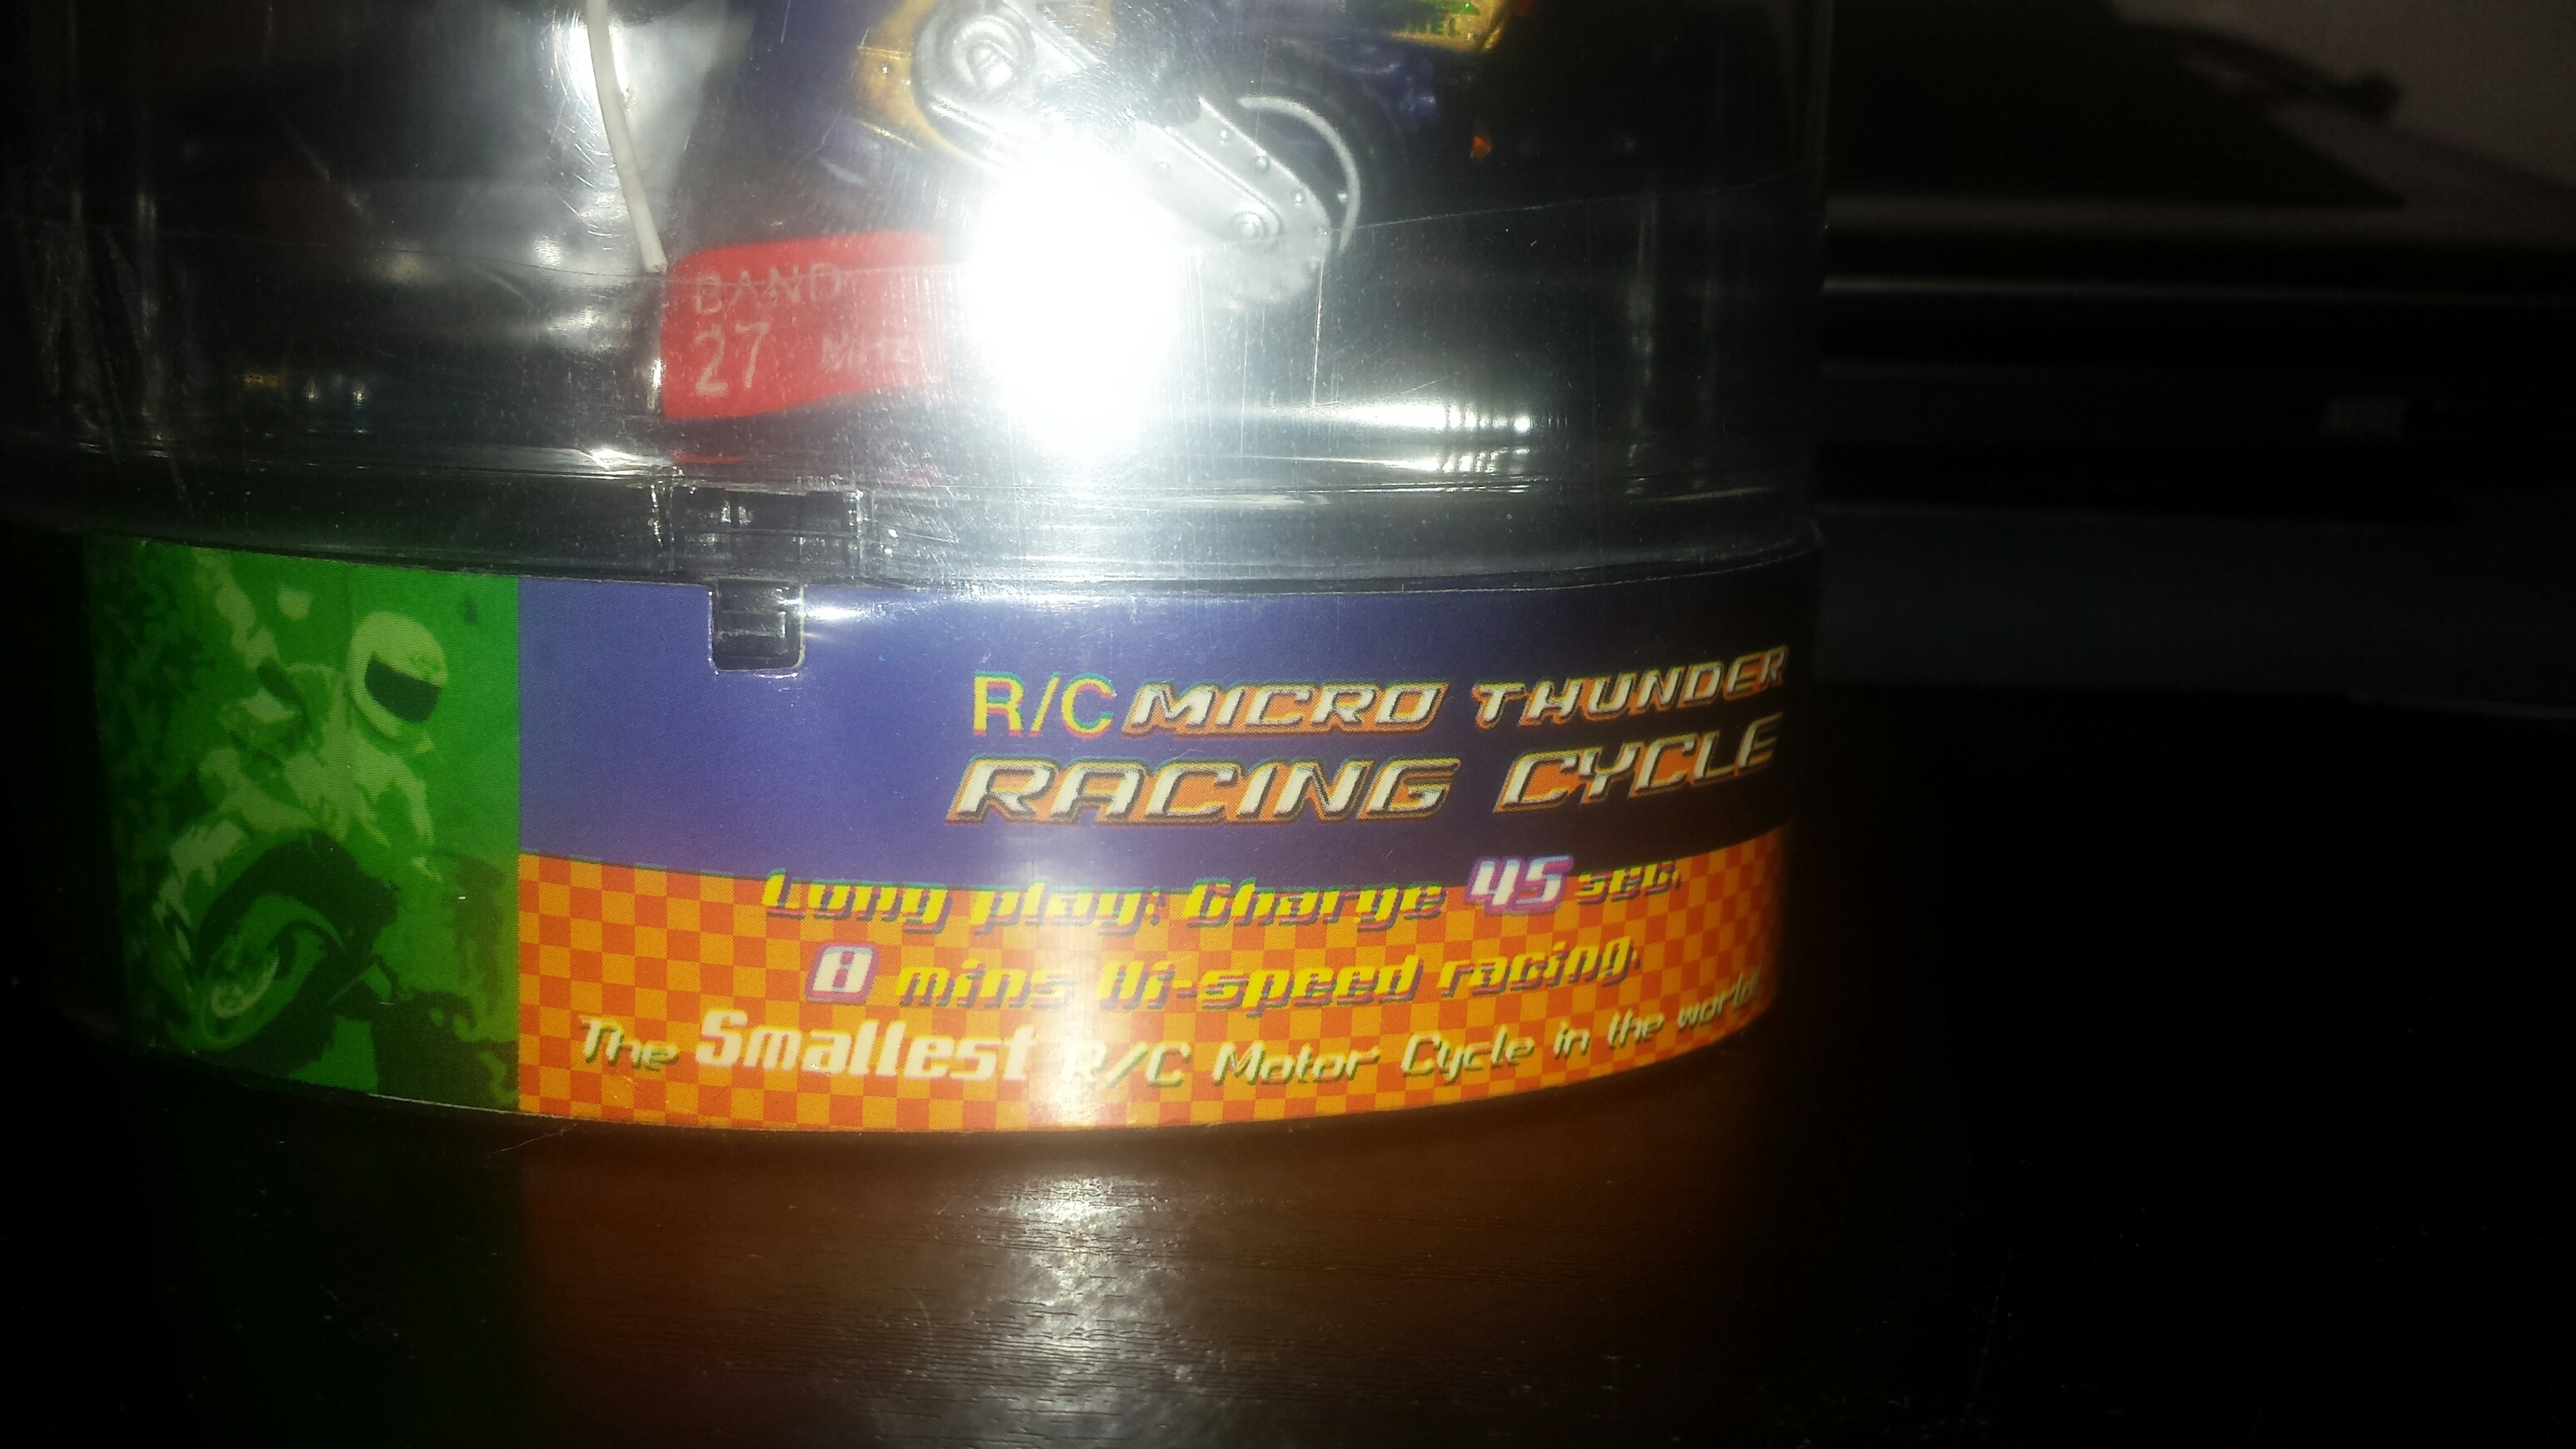 BAND
27 MHz
R/C MICRO THUNDER
RACING CYCLE
Long play: Charge 45 sec.
8 mins Hi-speed racing.
The Smallest R/C Motor Cycle in the world!